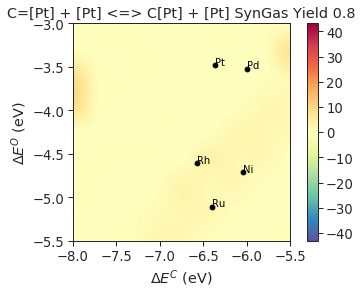 C=[Pt] + [Pt] <=> C[Pt] + [Pt] SynGas Yield 0.8
−3.0
−3.5
−4.0
−4.5
−5.0
−5.5
ΔE^O (eV)
Pt
Pd
Rh
Ni
Ru
−8.0 −7.5 −7.0 −6.5 −6.0 −5.5
ΔE^C (eV)
40
30
20
10
0
−10
−20
−30
−40